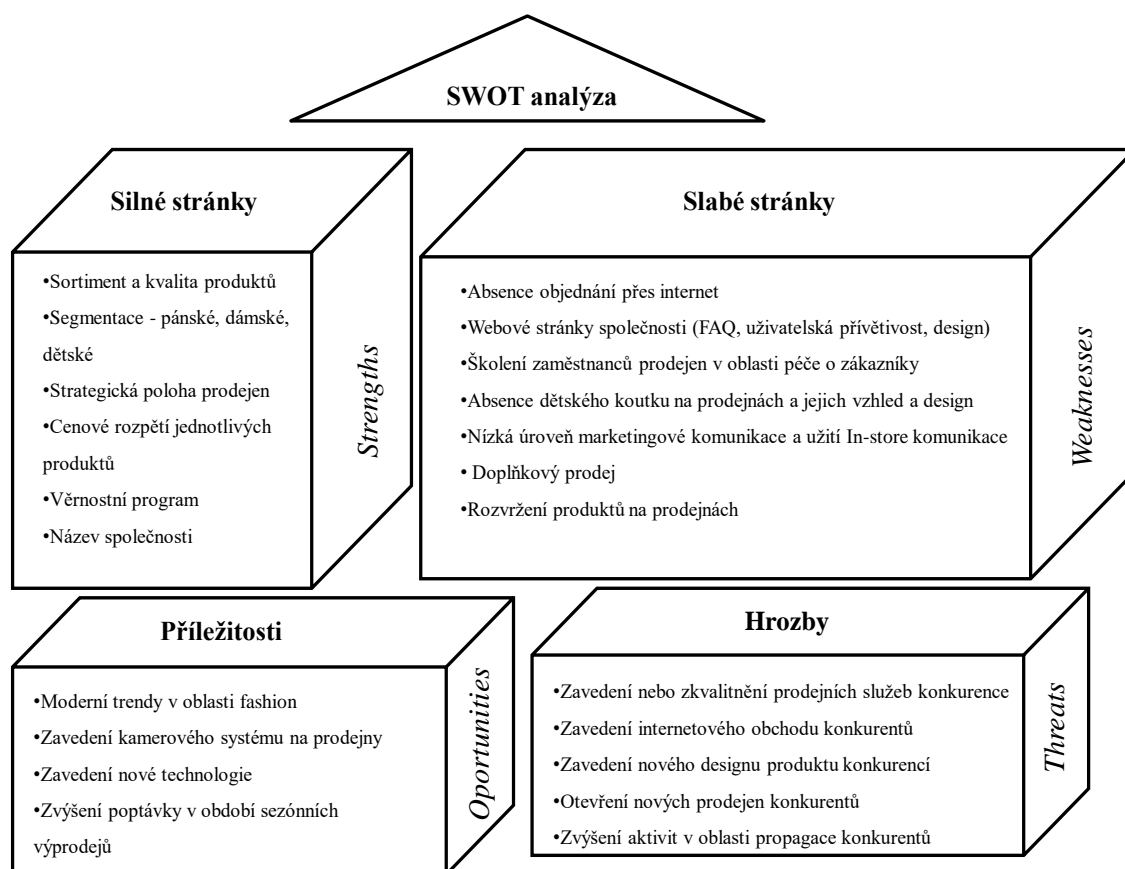 SWOT analýza
Silné stránky
•Sortiment a kvalita produktů
•Segmentace - pánské, dámské,
dětské
•Strategická poloha prodejen
•Cenové rozpětí jednotlivých
produktů
•Věrnostní program
•Název společnosti
Strengths
Slabé stránky
•Absence objednání přes internet
•Webové stránky společnosti (FAQ, uživatelská přívětivost, design)
•Školení zaměstnanců prodejen v oblasti péče o zákazníky
•Absence dětského koutku na prodejnách a jejich vzhled a design
•Nízká úroveň marketingové komunikace a užití In-store komunikace
• Doplňkový prodej
•Rozvržení produktů na prodejnách
Weaknesses
Příležitosti
•Moderní trendy v oblasti fashion
•Zavedení kamerového systému na prodejny
•Zavedení nové technologie
•Zvýšení poptávky v období sezónních
výprodejů
Oportunities
Hrozby
•Zavedení nebo zkvalitnění prodejních služeb konkurence
•Zavedení internetového obchodu konkurentů
•Zavedení nového designu produktu konkurencí
•Otevření nových prodejen konkurentů
•Zvýšení aktivit v oblasti propagace konkurentů
Threats